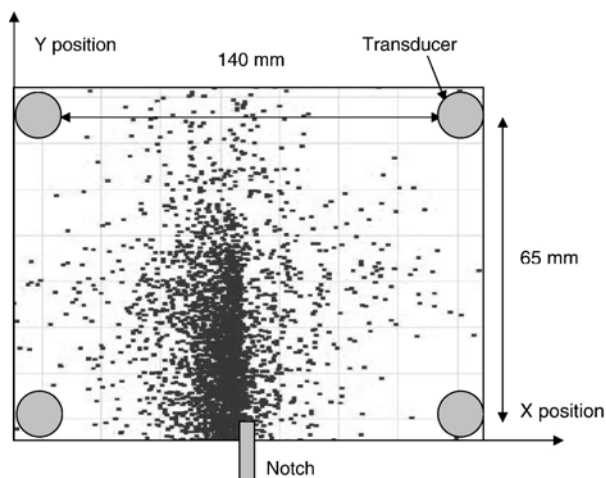 Y position
Transducer
140 mm
65 mm
X position
Notch